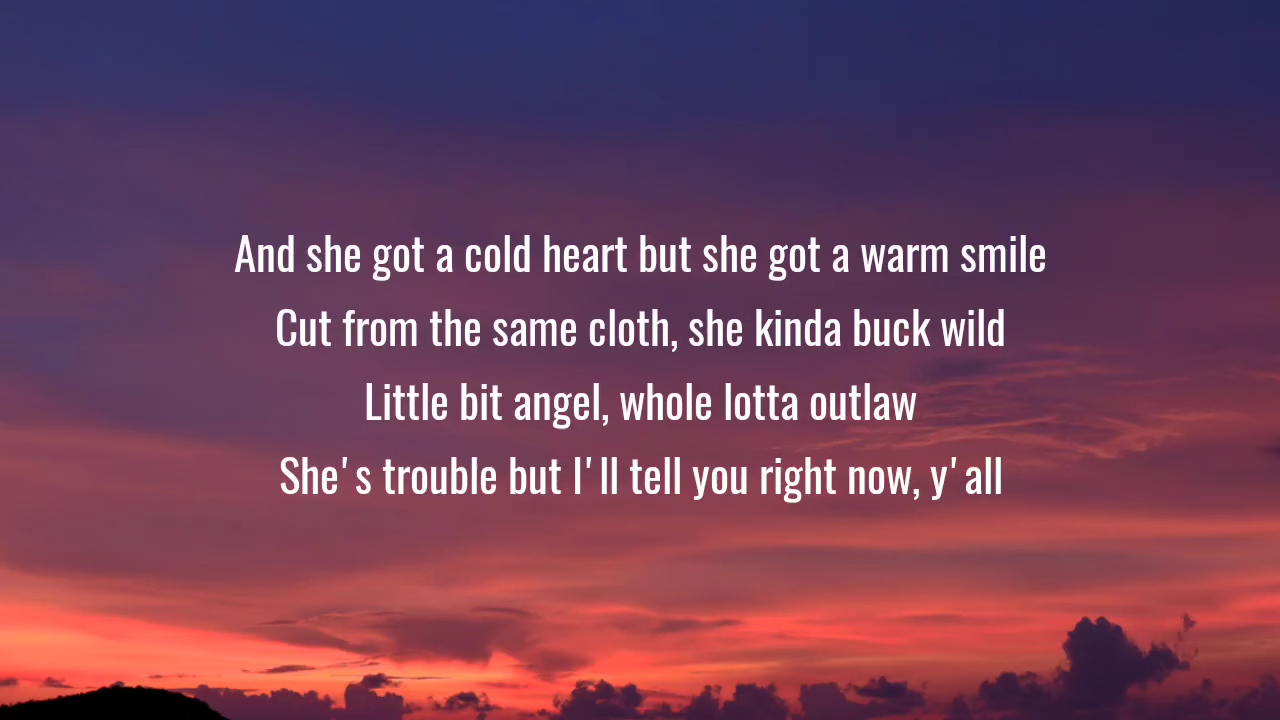 And she got a cold heart but she got a warm smile
Cut from the same cloth, she kinda buck wild
Little bit angel, whole lotta outlaw
She's trouble but I'll tell you right now, y'all